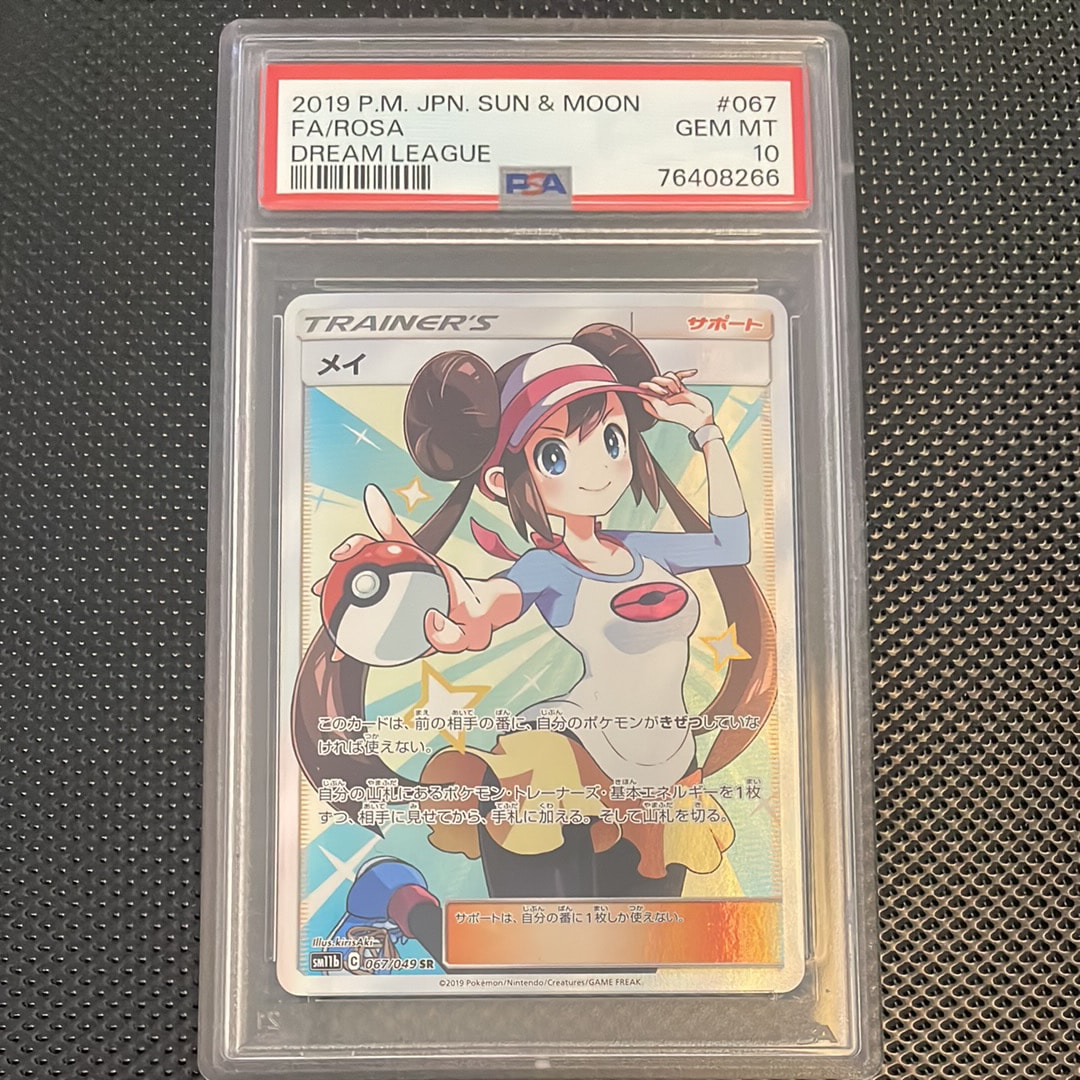 2019 P.M. JPN. SUN & MOON #067
FA/ROSA GEM MT
DREAM LEAGUE 10
PSA 76408266
TRAINER'S サポート
メイ
このカードは、前の相手の番に、自分のポケモンがきぜつしていな
ければ使えない。
自分の山札にあるポケモン・トレーナーズ・基本エネルギーを1枚
ずつ、相手に見せてから、手札に加える。そして山札を切る。
サポートは、自分の番に1枚しか使えない。
Illus.kirisAki
sm11b C 067/049 SR
©2019 Pokémon/Nintendo/Creatures/GAME FREAK.